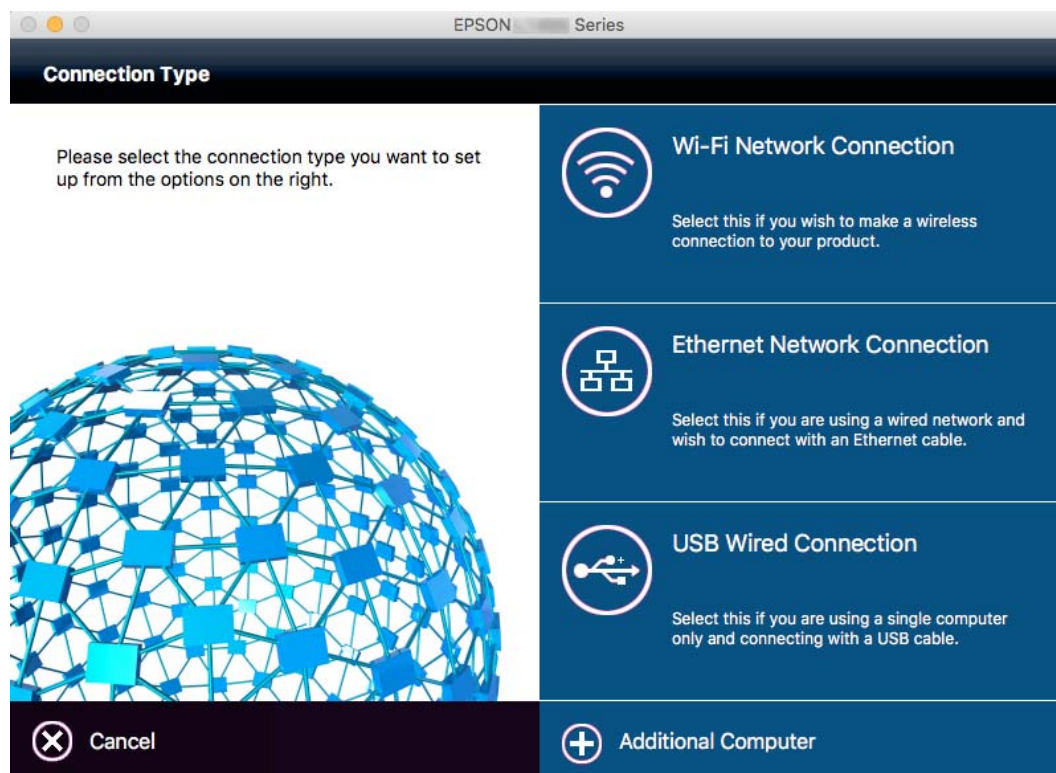 EPSON Series
Connection Type
Please select the connection type you want to set
up from the options on the right.
Wi-Fi Network Connection
Select this if you wish to make a wireless
connection to your product.
Ethernet Network Connection
Select this if you are using a wired network and
wish to connect with an Ethernet cable.
USB Wired Connection
Select this if you are using a single computer
only and connecting with a USB cable.
Cancel
Additional Computer